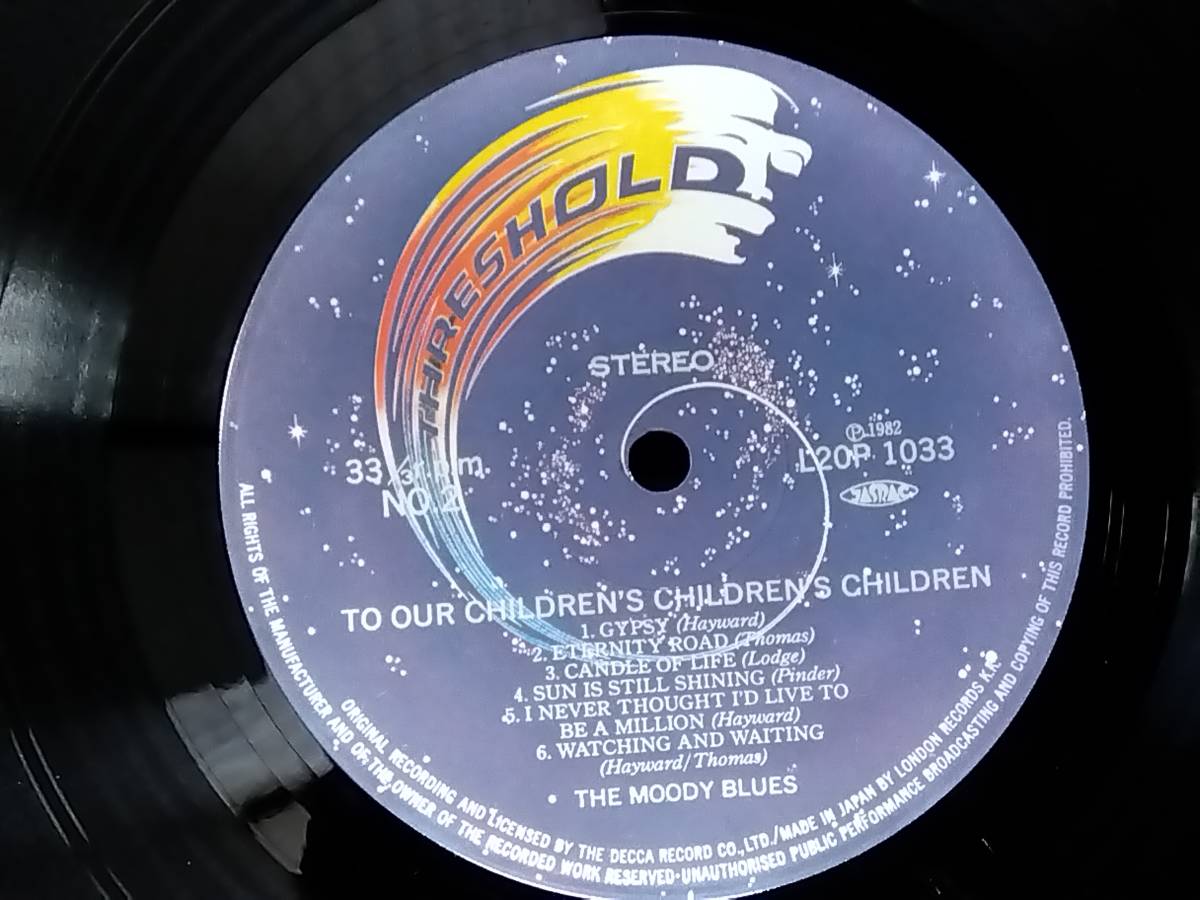 THRESHOLD
STEREO
℗1982
33⅓r.p.m.
L20P 1033
NO.2
JASRAC
TO OUR CHILDREN'S CHILDREN'S CHILDREN
1. GYPSY (Hayward)
2. ETERNITY ROAD (Thomas)
3. CANDLE OF LIFE (Lodge)
4. SUN IS STILL SHINING (Pinder)
5. I NEVER THOUGHT I'D LIVE TO
BE A MILLION (Hayward)
6. WATCHING AND WAITING
(Hayward/Thomas)
• THE MOODY BLUES
ORIGINAL RECORDING AND LICENSED BY THE DECCA RECORD CO.,LTD./MADE IN JAPAN BY LONDON RECORDS K.K.
ALL RIGHTS OF THE MANUFACTURER AND OF THE OWNER OF THE RECORDED WORK RESERVED·UNAUTHORISED PUBLIC PERFORMANCE BROADCASTING AND COPYING OF THIS RECORD PROHIBITED.